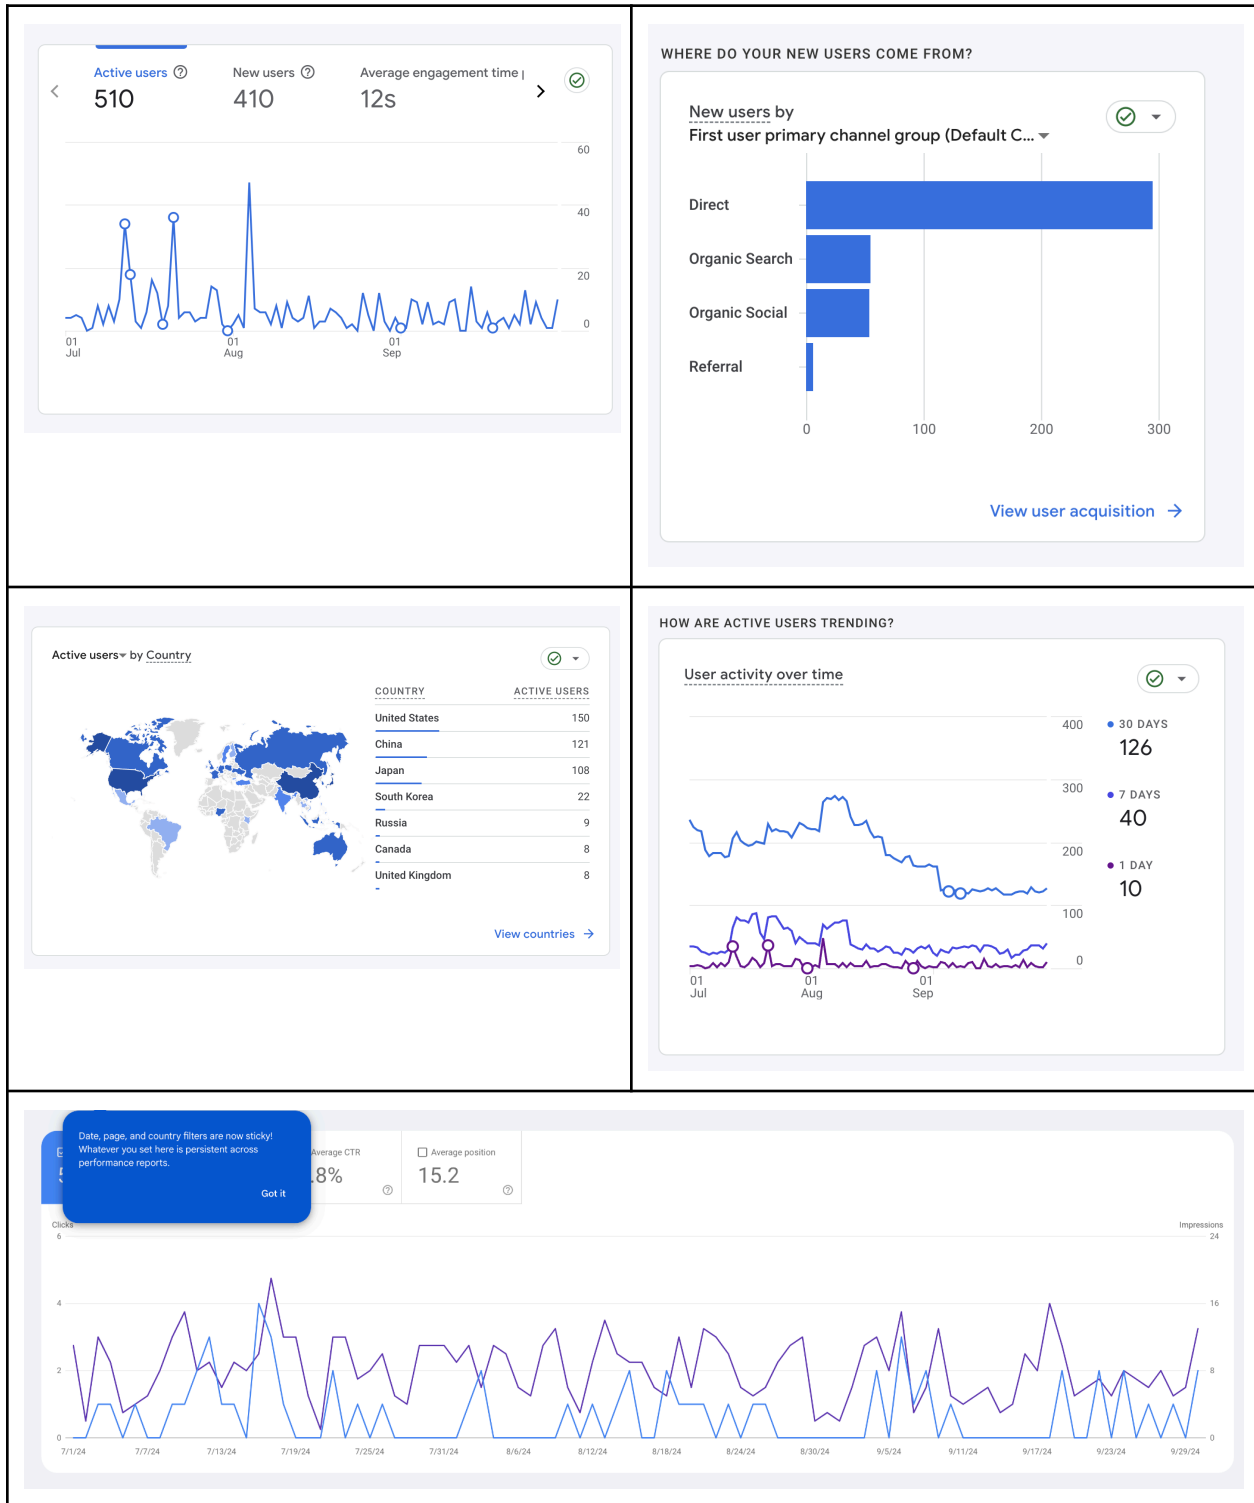 Active users
New users
Average engagement time
510
410
12s
60
40
20
0
01
Jul
01
Aug
01
Sep
WHERE DO YOUR NEW USERS COME FROM?
New users by
First user primary channel group (Default C...
Direct
Organic Search
Organic Social
Referral
0
100
200
300
View user acquisition
Active users by Country
COUNTRY
ACTIVE USERS
United States 150
China 121
Japan 108
South Korea 22
Russia 9
Canada 8
United Kingdom 8
View countries
HOW ARE ACTIVE USERS TRENDING?
User activity over time
400
300
200
100
0
30 DAYS
126
7 DAYS
40
1 DAY
10
01
Jul
01
Aug
01
Sep
Date, page, and country filters are now sticky!
Whatever you set here is persistent across
performance reports.
Got it
Average CTR
.8%
Average position
15.2
Clicks
6
4
2
0
Impressions
24
16
8
0
7/1/24
7/7/24
7/13/24
7/19/24
7/25/24
7/31/24
8/6/24
8/12/24
8/18/24
8/24/24
8/30/24
9/5/24
9/11/24
9/17/24
9/23/24
9/29/24